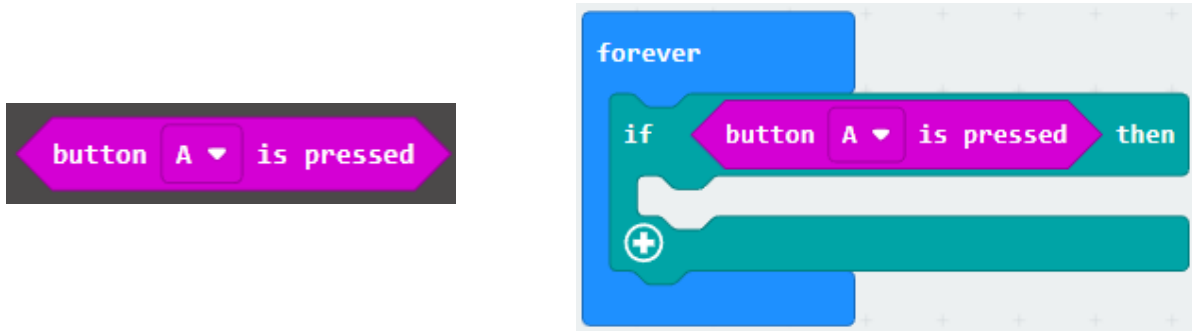 button A is pressed
forever
if button A is pressed then